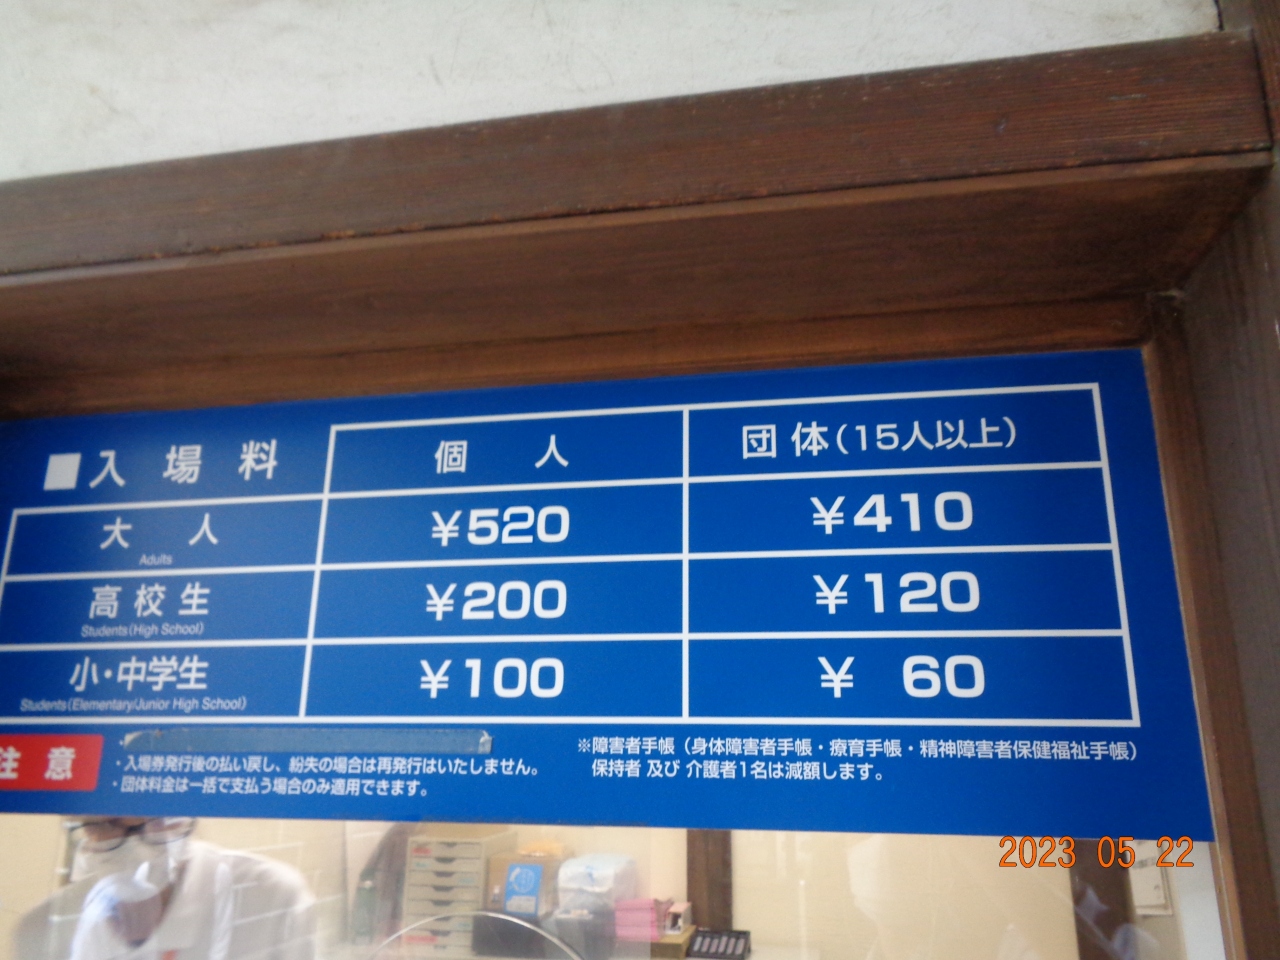 ■入場料 個人 団体(15人以上)
大人 ¥520 ¥410
Adults
高校生 ¥200 ¥120
Students(High School)
小・中学生 ¥100 ¥ 60
Students(Elementary/Junior High School)
注意
・入場券発行後の払い戻し、紛失の場合は再発行はいたしません。
・団体料金は一括で支払う場合のみ適用できます。
※障害者手帳（身体障害者手帳・療育手帳・精神障害者保健福祉手帳）
保持者 及び 介護者1名は減額します。
2023 05 22